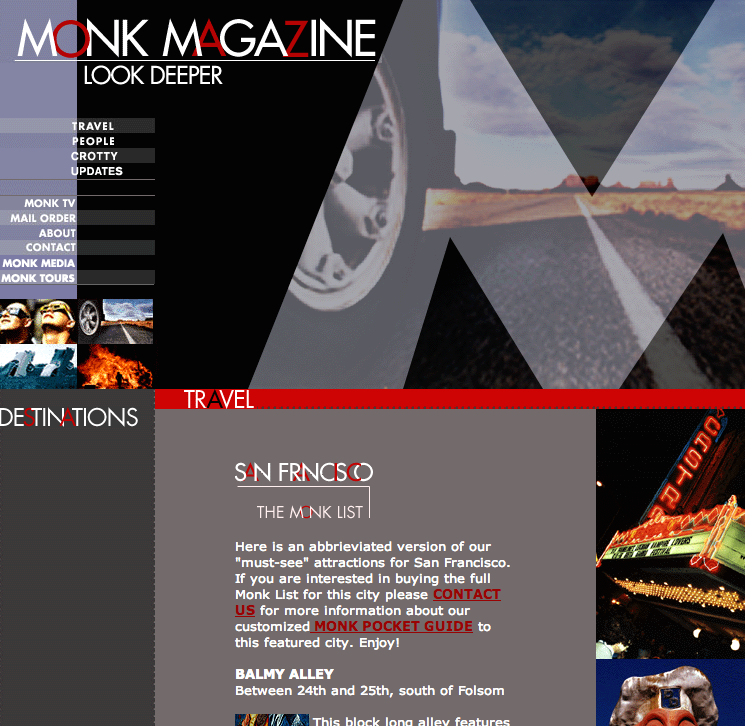 MONK MAGAZINE
LOOK DEEPER
TRAVEL
PEOPLE
CROTTY
UPDATES
MONK TV
MAIL ORDER
ABOUT
CONTACT
MONK MEDIA
MONK TOURS
TRAVEL
DESTINATIONS
SAN FRANCISCO
THE MONK LIST
Here is an abbrieviated version of our
"must-see" attractions for San Francisco.
If you are interested in buying the full
Monk List for this city please CONTACT
US for more information about our
customized MONK POCKET GUIDE to
this featured city. Enjoy!
BALMY ALLEY
Between 24th and 25th, south of Folsom
This block long alley features